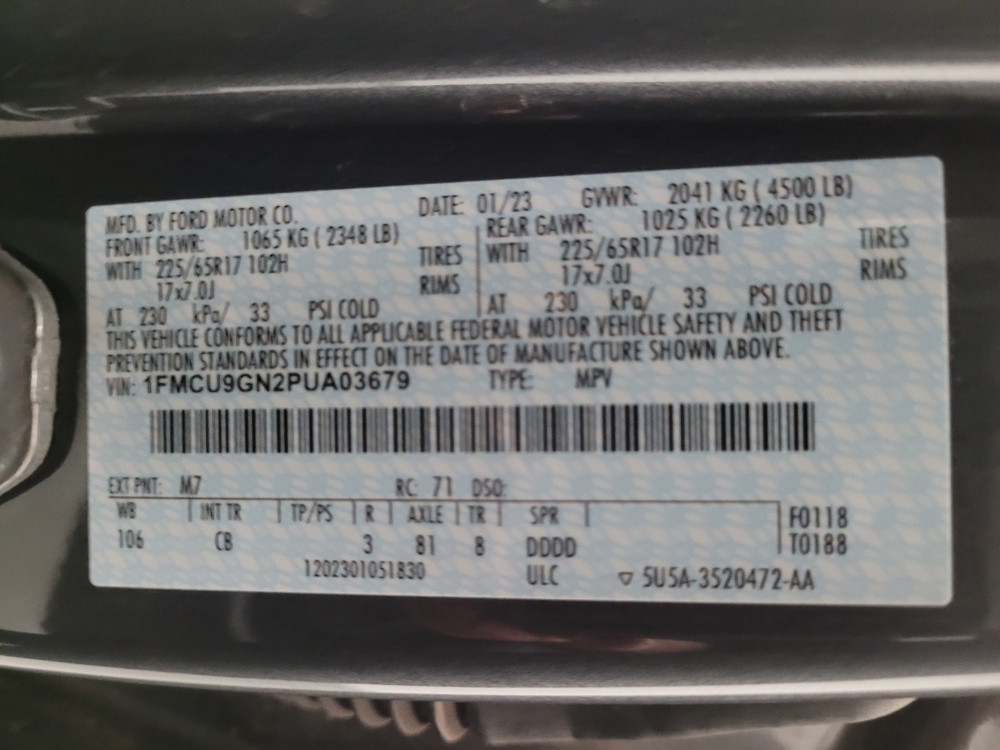 MFD. BY FORD MOTOR CO. DATE: 01/23 GVWR: 2041 KG ( 4500 LB)
FRONT GAWR: 1065 KG ( 2348 LB) REAR GAWR: 1025 KG ( 2260 LB)
WITH 225/65R17 102H TIRES WITH 225/65R17 102H TIRES
17x7.0J RIMS 17x7.0J RIMS
AT 230 kPa/ 33 PSI COLD AT 230 kPa/ 33 PSI COLD
THIS VEHICLE CONFORMS TO ALL APPLICABLE FEDERAL MOTOR VEHICLE SAFETY AND THEFT
PREVENTION STANDARDS IN EFFECT ON THE DATE OF MANUFACTURE SHOWN ABOVE.
VIN: 1FMCU9GN2PUA03679 TYPE: MPV
EXT PNT: M7 RC: 71 DSO:
WB INT TR TP/PS R AXLE TR SPR F0118
106 CB 3 81 8 DDDD T0188
1202301051830 ULC ▽ 5U5A-3520472-AA